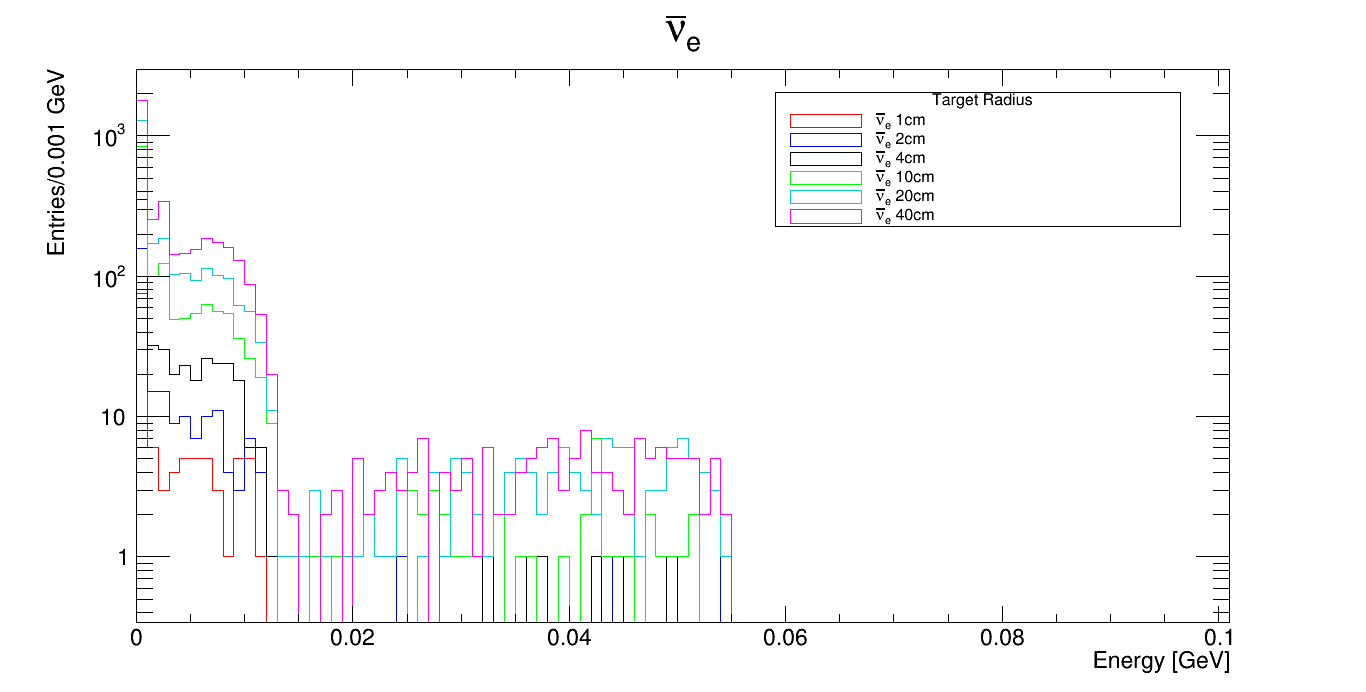 ν̅e
Entries/0.001 GeV
10³
10²
10
1
Target Radius
ν̅e 1cm
ν̅e 2cm
ν̅e 4cm
ν̅e 10cm
ν̅e 20cm
ν̅e 40cm
0 0.02 0.04 0.06 0.08 0.1
Energy [GeV]